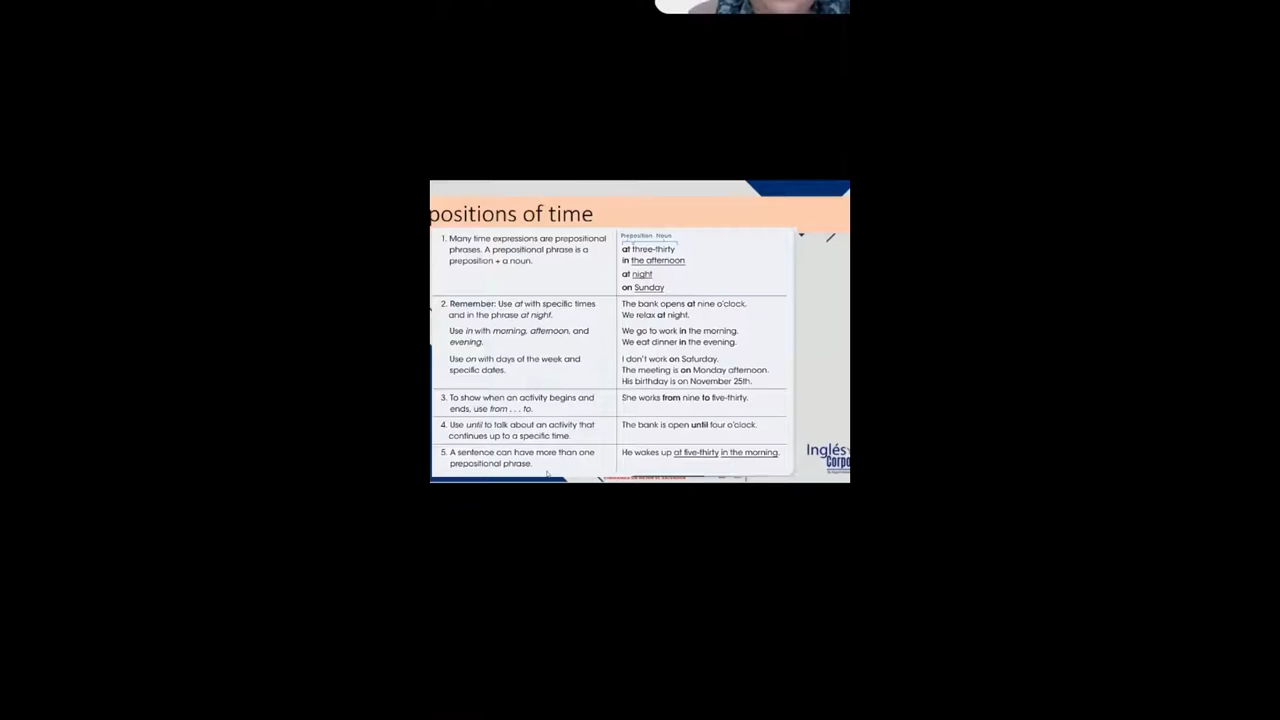 positions of time
1. Many time expressions are prepositional
phrases. A prepositional phrase is a
preposition + a noun.
Preposition Noun
at three-thirty
in the afternoon
at night
on Sunday
2. Remember: Use at with specific times
and in the phrase at night.
Use in with morning, afternoon, and
evening.
Use on with days of the week and
specific dates.
The bank opens at nine o'clock.
We relax at night.
We go to work in the morning.
We eat dinner in the evening.
I don't work on Saturday.
The meeting is on Monday afternoon.
His birthday is on November 25th.
3. To show when an activity begins and
ends, use from . . . to.
She works from nine to five-thirty.
4. Use until to talk about an activity that
continues up to a specific time.
The bank is open until four o'clock.
5. A sentence can have more than one
prepositional phrase.
He wakes up at five-thirty in the morning.
Inglés
Corpo